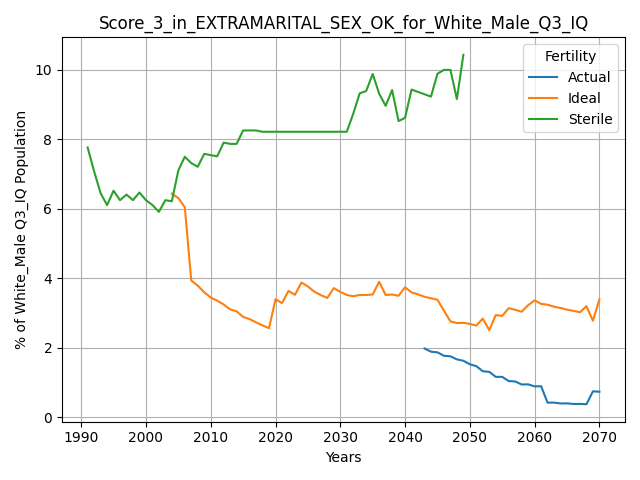 Score_3_in_EXTRAMARITAL_SEX_OK_for_White_Male_Q3_IQ
Fertility
Actual
Ideal
Sterile
% of White_Male Q3_IQ Population
10
8
6
4
2
0
1990 2000 2010 2020 2030 2040 2050 2060 2070
Years